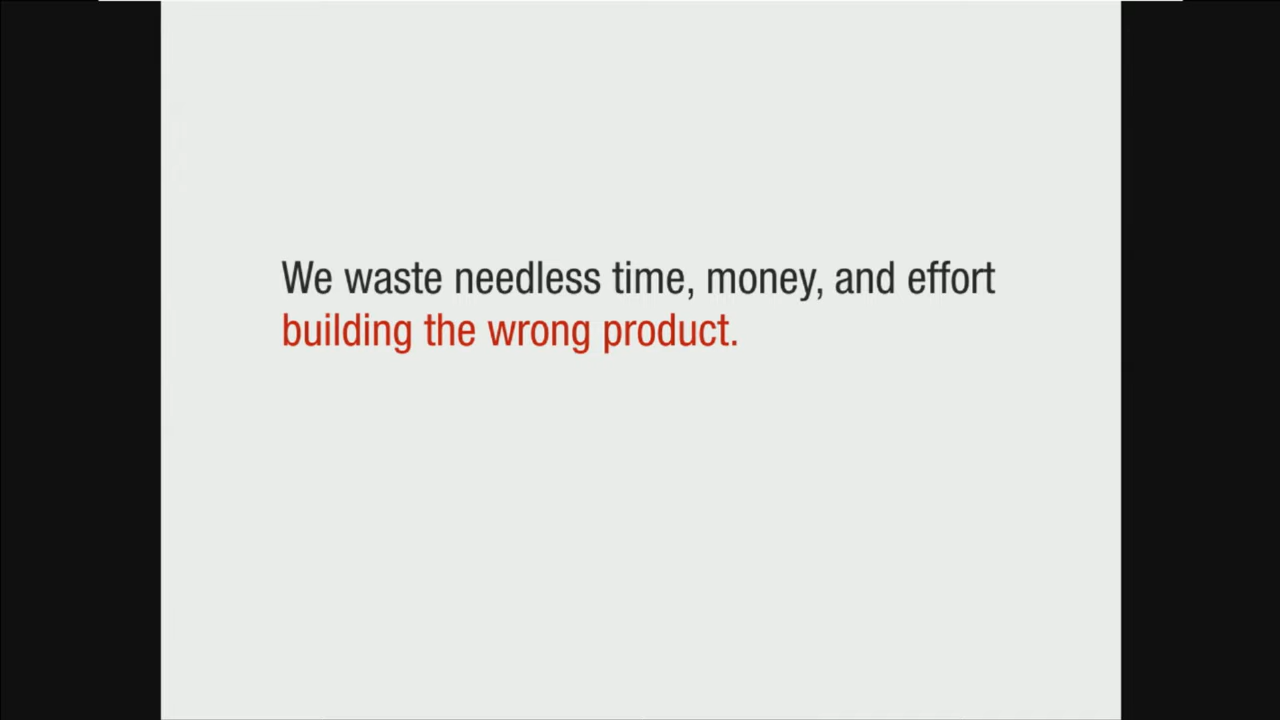 We waste needless time, money, and effort
building the wrong product.